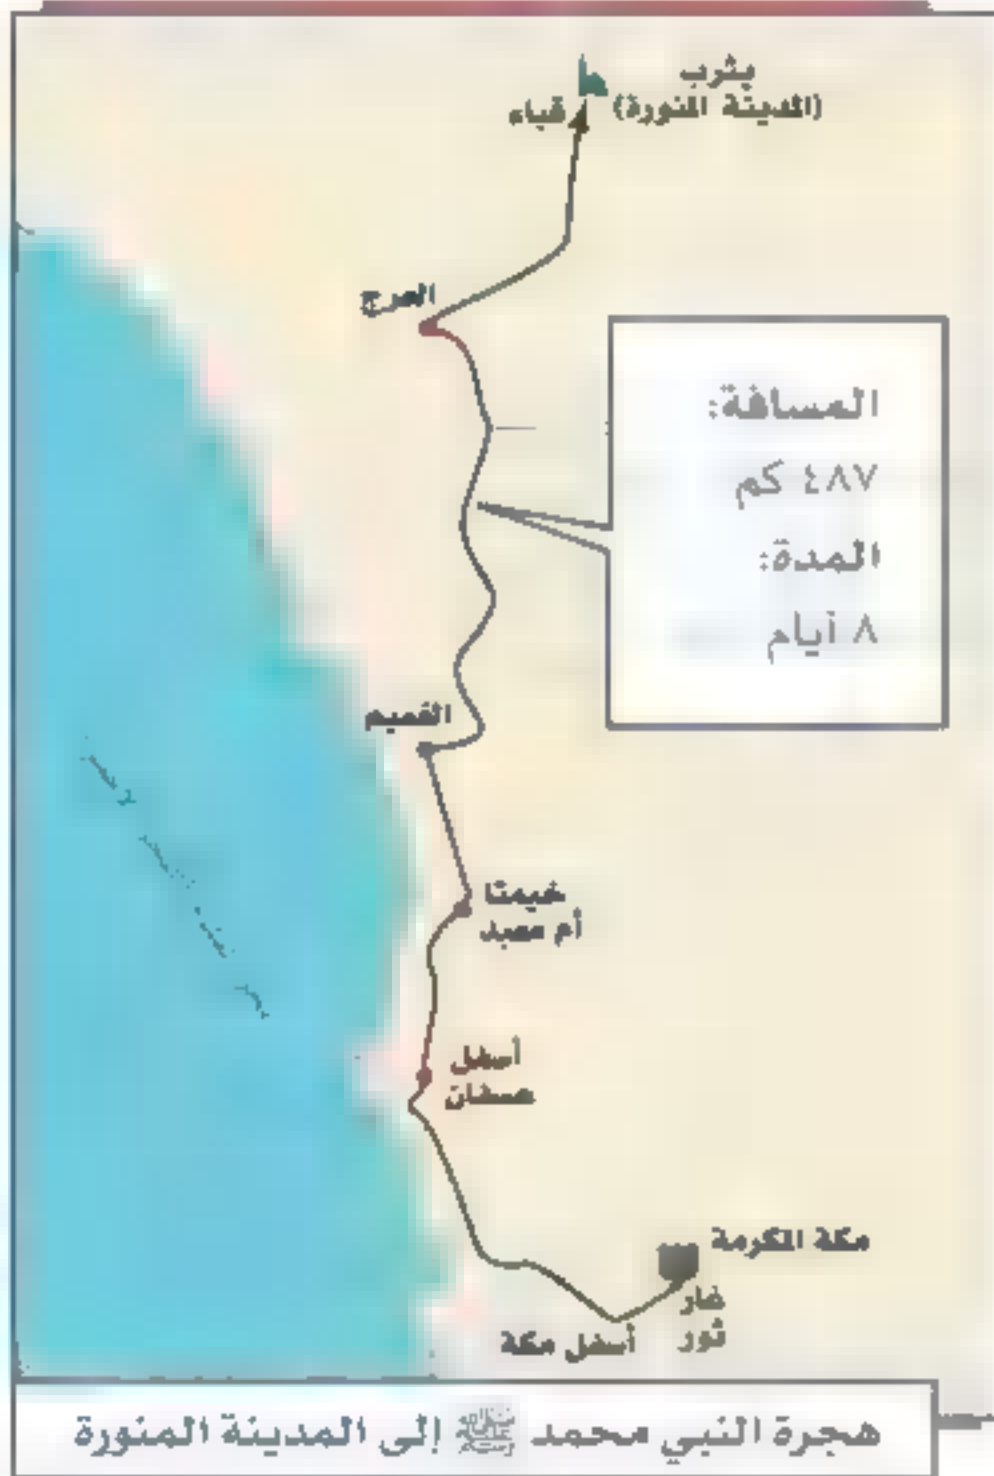 يثرب
(المدينة المنورة)
قباء
العرج
المسافة:
٤٨٧ كم
المدة:
٨ أيام
الغميم
خيمتا
أم معبد
أسفل
عسفان
مكة المكرمة
غار
ثور
أسفل مكة
هجرة النبي محمد ﷺ إلى المدينة المنورة